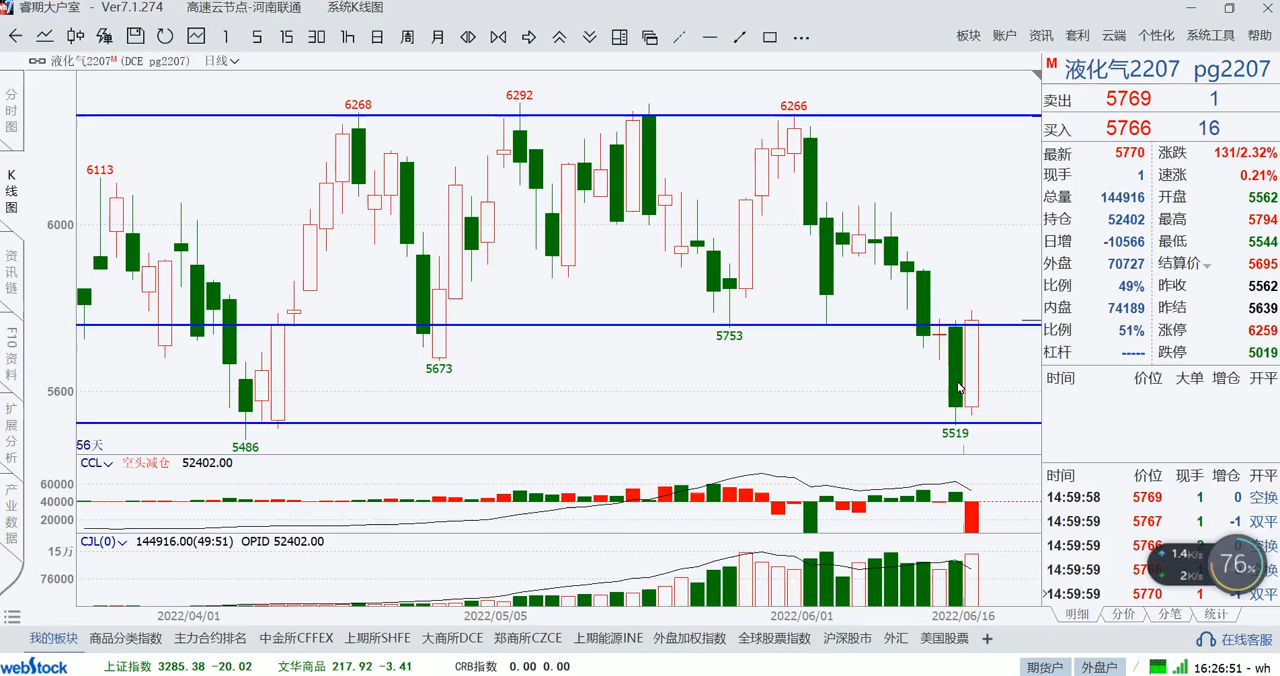 睿期大户室 - Ver7.1.274 高速云节点-河南联通 系统K线图
1 5 15 30 1h 日 周 月
板块 账户 资讯 套利 云端 个性化 系统工具 帮助
液化气2207ᴹ (DCE pg2207) 日线
分时图
K线图
资讯链
F10资料
扩展分析
产业数据
6268
6292
6266
6113
6000
5753
5673
5600
5519
5486
56天
CCL 空头减仓 52402.00
60000
40000
20000
CJL(0) 144916.00(49:51) OPID 52402.00
15万
76000
2022/04/01 2022/05/05 2022/06/01 2022/06/16
M 液化气2207 pg2207
卖出 5769 1
买入 5766 16
最新 5770 涨跌 131/2.32%
现手 1 速涨 0.21%
总量 144916 开盘 5562
持仓 52402 最高 5794
日增 -10566 最低 5544
外盘 70727 结算价 5695
比例 49% 昨收 5562
内盘 74189 昨结 5639
比例 51% 涨停 6259
杠杆 ----- 跌停 5019
时间 价位 大单 增仓 开平
时间 价位 现手 增仓 开平
14:59:58 5769 1 0 空换
14:59:59 5767 1 -1 双平
14:59:59
14:59:59
14:59:59 5770 1 -1 双平
1.4K/s
2K/s
76%
明细 分价 分笔 统计
我的板块 商品分类指数 主力合约排名 中金所CFFEX 上期所SHFE 大商所DCE 郑商所CZCE 上期能源INE 外盘加权指数 全球股票指数 沪深股市 外汇 美国股票 + 在线客服
webStock 上证指数 3285.38 -20.02 文华商品 217.92 -3.41 CRB指数 0.00 0.00 期货户 外盘户 16:26:51 - wh